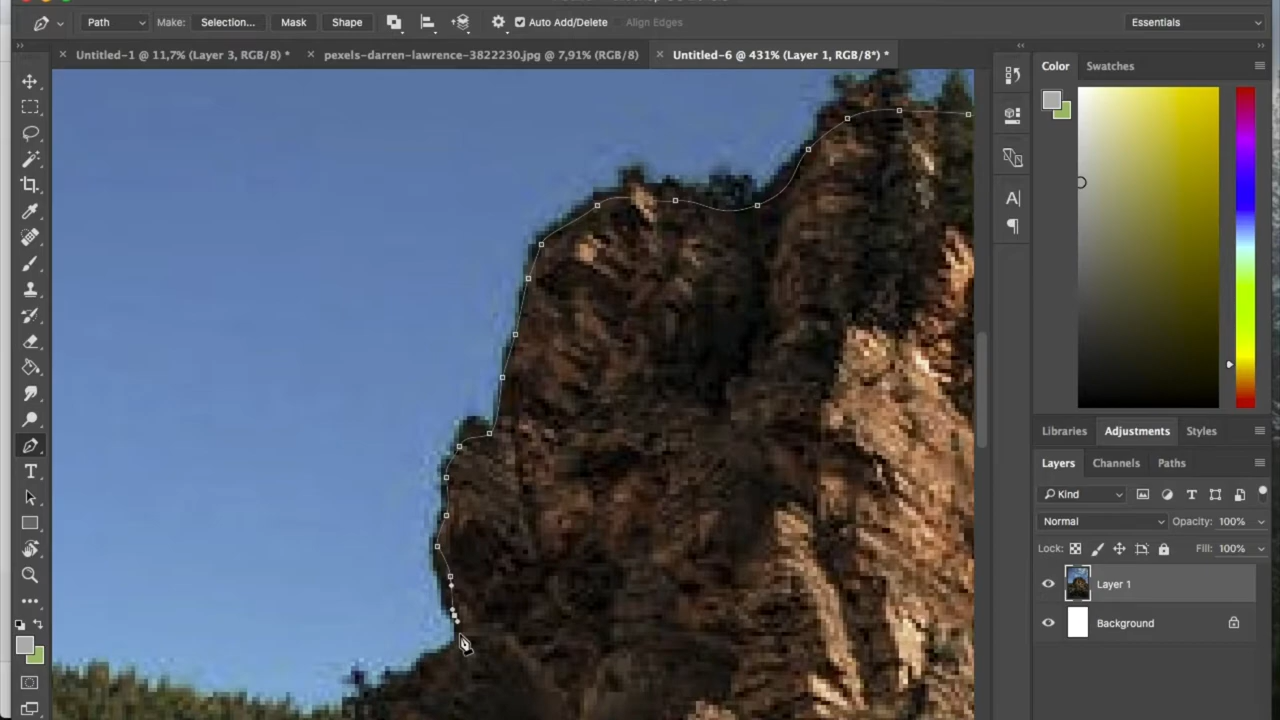 Path Make: Selection... Mask Shape Auto Add/Delete Align Edges Essentials
Untitled-1 @ 11,7% (Layer 3, RGB/8) * pexels-darren-lawrence-3822230.jpg @ 7,91% (RGB/8) Untitled-6 @ 431% (Layer 1, RGB/8*) *
Color Swatches
Libraries Adjustments Styles
Layers Channels Paths
Kind
Normal Opacity: 100%
Lock: Fill: 100%
Layer 1
Background